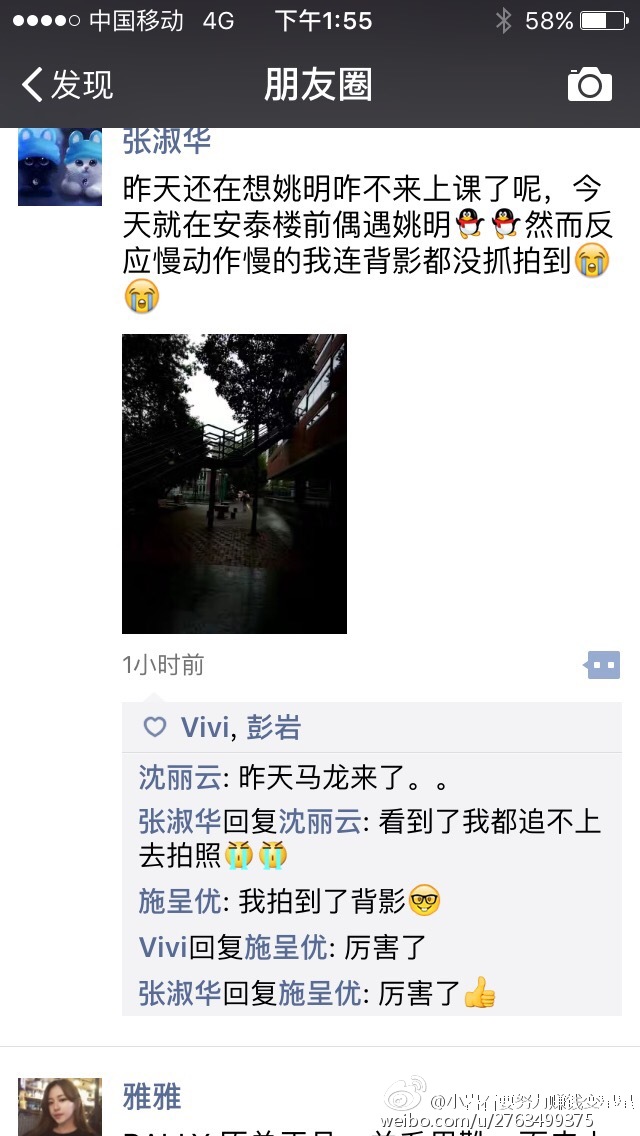 中国移动 4G 下午1:55 58%
发现 朋友圈
张淑华
昨天还在想姚明咋不来上课了呢，今
天就在安泰楼前偶遇姚明🐧🐧然而反
应慢动作慢的我连背影都没抓拍到😭
😭
1小时前
Vivi, 彭岩
沈丽云: 昨天马龙来了。。
张淑华回复沈丽云: 看到了我都追不上
去拍照😭😭
施呈优: 我拍到了背影🤓
Vivi回复施呈优: 厉害了
张淑华回复施呈优: 厉害了👍
雅雅
weibo.com/u/2763499375